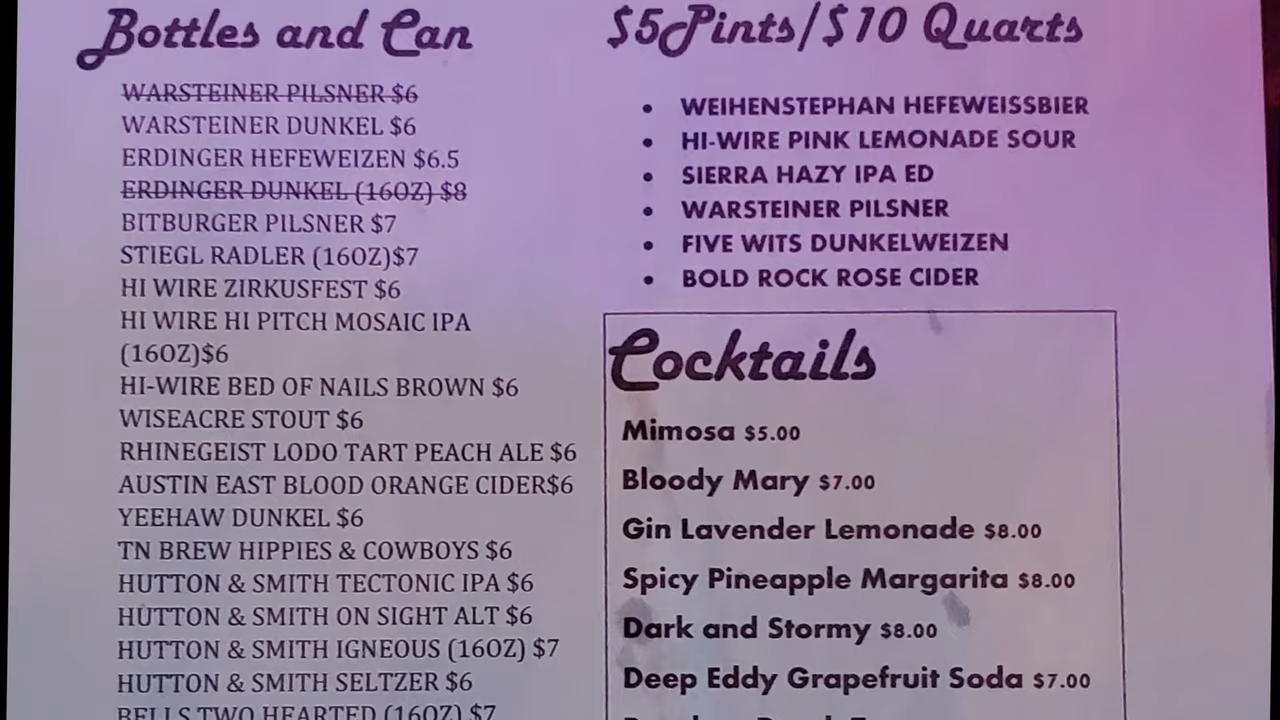 Bottles and Can
WARSTEINER PILSNER $6
WARSTEINER DUNKEL $6
ERDINGER HEFEWEIZEN $6.5
ERDINGER DUNKEL (16OZ) $8
BITBURGER PILSNER $7
STIEGL RADLER (16OZ)$7
HI WIRE ZIRKUSFEST $6
HI WIRE HI PITCH MOSAIC IPA
(16OZ)$6
HI-WIRE BED OF NAILS BROWN $6
WISEACRE STOUT $6
RHINEGEIST LODO TART PEACH ALE $6
AUSTIN EAST BLOOD ORANGE CIDER$6
YEEHAW DUNKEL $6
TN BREW HIPPIES & COWBOYS $6
HUTTON & SMITH TECTONIC IPA $6
HUTTON & SMITH ON SIGHT ALT $6
HUTTON & SMITH IGNEOUS (16OZ) $7
HUTTON & SMITH SELTZER $6
BELLS TWO HEARTED (16OZ) $7
$5Pints/$10 Quarts
• WEIHENSTEPHAN HEFEWEISSBIER
• HI-WIRE PINK LEMONADE SOUR
• SIERRA HAZY IPA ED
• WARSTEINER PILSNER
• FIVE WITS DUNKELWEIZEN
• BOLD ROCK ROSE CIDER
Cocktails
Mimosa $5.00
Bloody Mary $7.00
Gin Lavender Lemonade $8.00
Spicy Pineapple Margarita $8.00
Dark and Stormy $8.00
Deep Eddy Grapefruit Soda $7.00